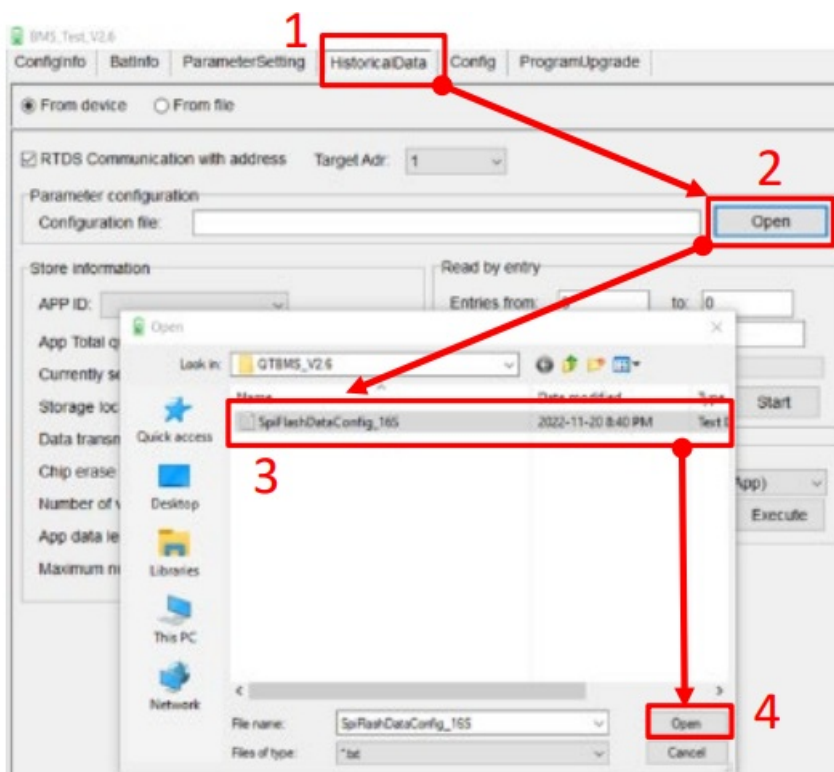 1
BMS_Test_V2.6
ConfigInfo BatInfo ParameterSetting HistoricalData Config ProgramUpgrade
From device From file
2
RTDS Communication with address Target Adr: 1
Parameter configuration
Configuration file: Open
Store information Read by entry
APP ID: Entries from: to: 0
Open
App Total
Look in: GTBMS_V2.6
Currently se
Name Date modified Type
Storage loc Start
Quick access SpiFlashDataConfig_16S 2022-11-20 8:40 PM Text
Data transm
3
Chip erase App)
Desktop
Number of v Execute
App data le
Libraries
Maximum n
This PC
Network
File name: SpiFlashDataConfig_16S Open
4
Files of type: *.txt Cancel